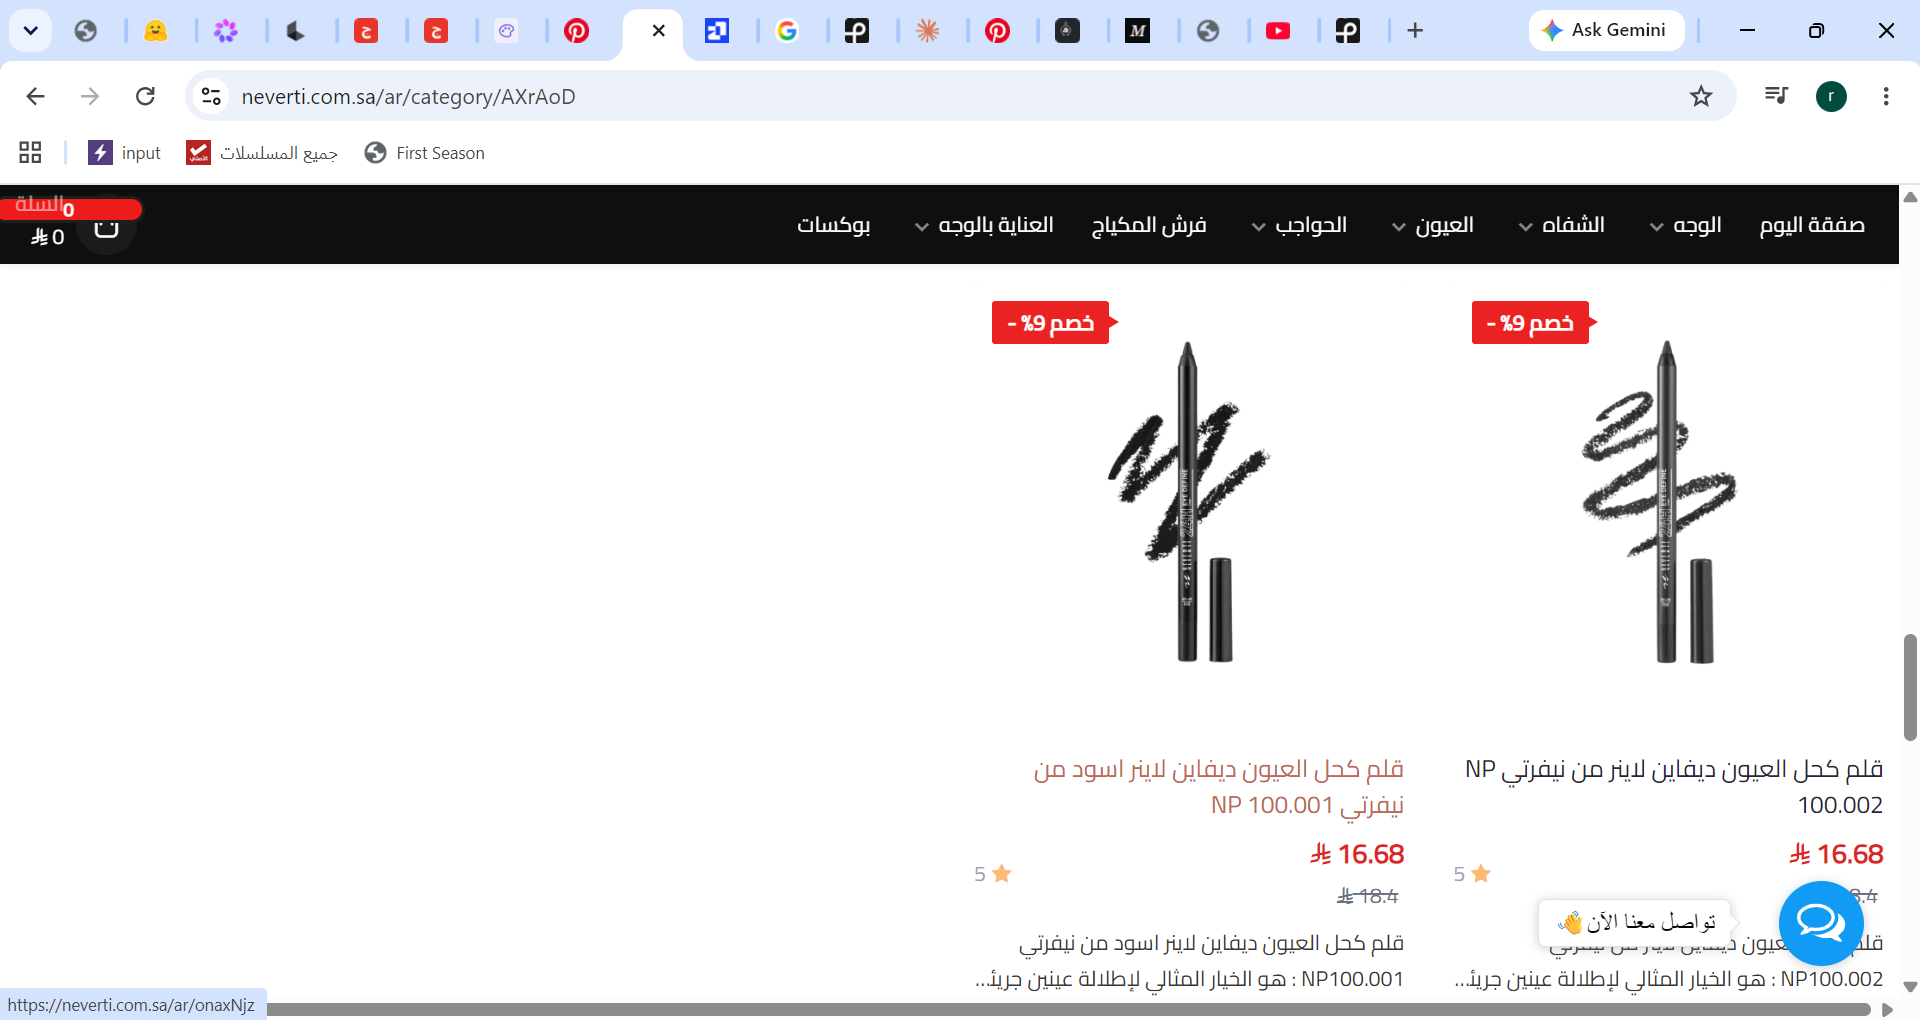 Ask Gemini
neverti.com.sa/ar/category/AXrAoD
r
input
جميع المسلسلات
First Season
صفقة اليوم
الوجه
الشفاه
العيون
الحواجب
فرش المكياج
العناية بالوجه
بوكسات
السلة
0
0
خصم 9% -
خصم 9% -
قلم كحل العيون ديفاين لاينر من نيفرتي NP
100.002
16.68
5
قلم كحل العيون ديفاين لاينر اسود من
نيفرتي NP 100.001
16.68
18.4
5
تواصل معنا الآن 👋
NP100.002 : هو الخيار المثالي لإطلالة عينين جريئ...
قلم كحل العيون ديفاين لاينر اسود من نيفرتي
NP100.001 : هو الخيار المثالي لإطلالة عينين جريئ...
https://neverti.com.sa/ar/onaxNjz